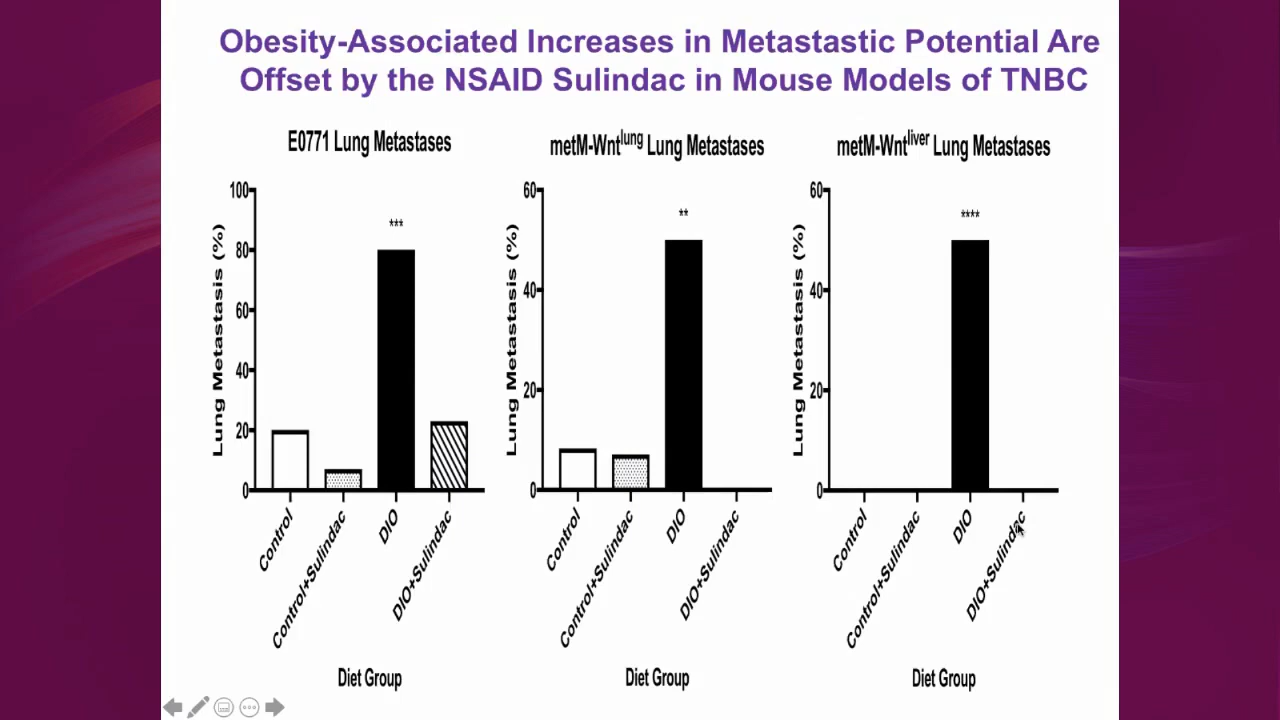 Obesity-Associated Increases in Metastastic Potential Are
Offset by the NSAID Sulindac in Mouse Models of TNBC
E0771 Lung Metastases
100
80
60
40
20
0
Lung Metastasis (%)
***
Control
Control+Sulindac
DIO
DIO+Sulindac
Diet Group
metM-Wntlung Lung Metastases
60
40
20
0
Lung Metastasis (%)
**
Control
Control+Sulindac
DIO
DIO+Sulindac
Diet Group
metM-Wntliver Lung Metastases
60
40
20
0
Lung Metastasis (%)
****
Control
Control+Sulindac
DIO
DIO+Sulindac
Diet Group